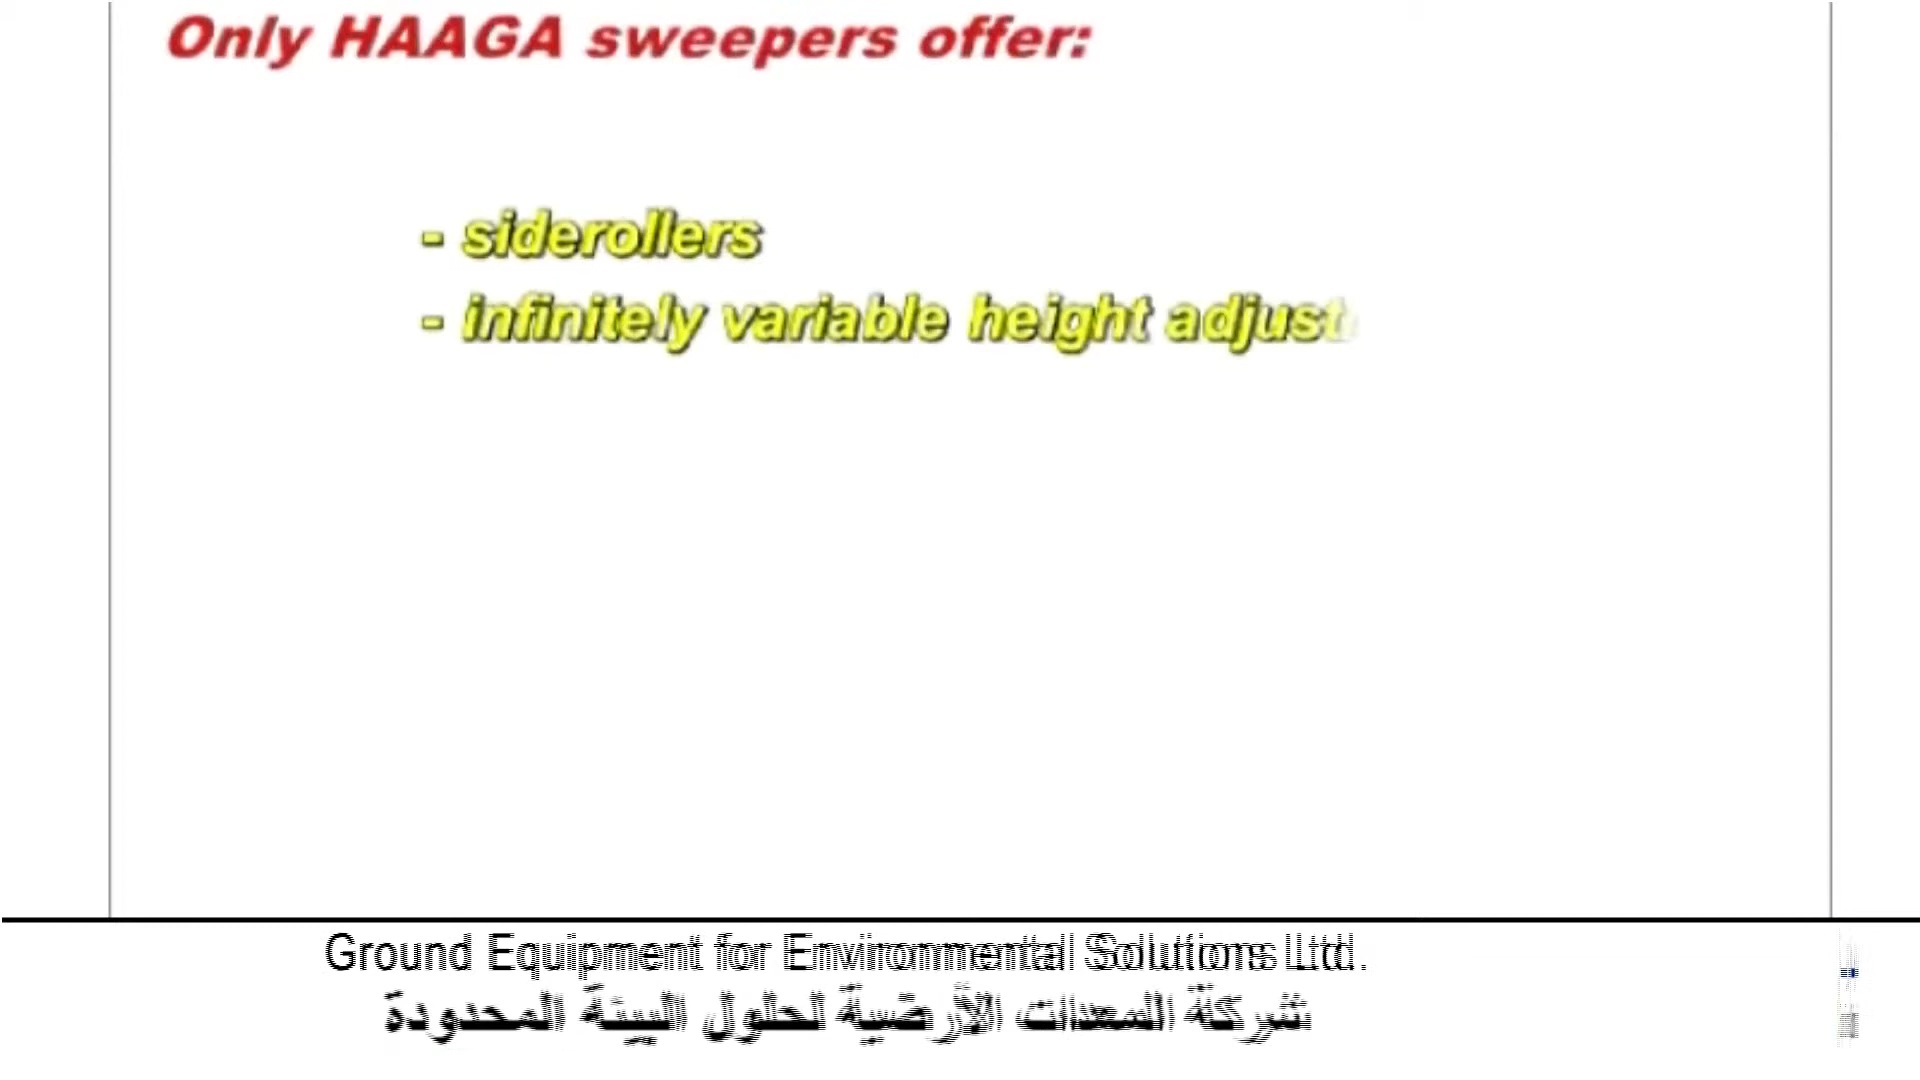 Only HAAGA sweepers offer:
- siderollers
- infinitely variable height adjust
Ground Equipment for Environmental Solutions Ltd.
شركة المعدات الأرضية لحلول البيئة المحدودة